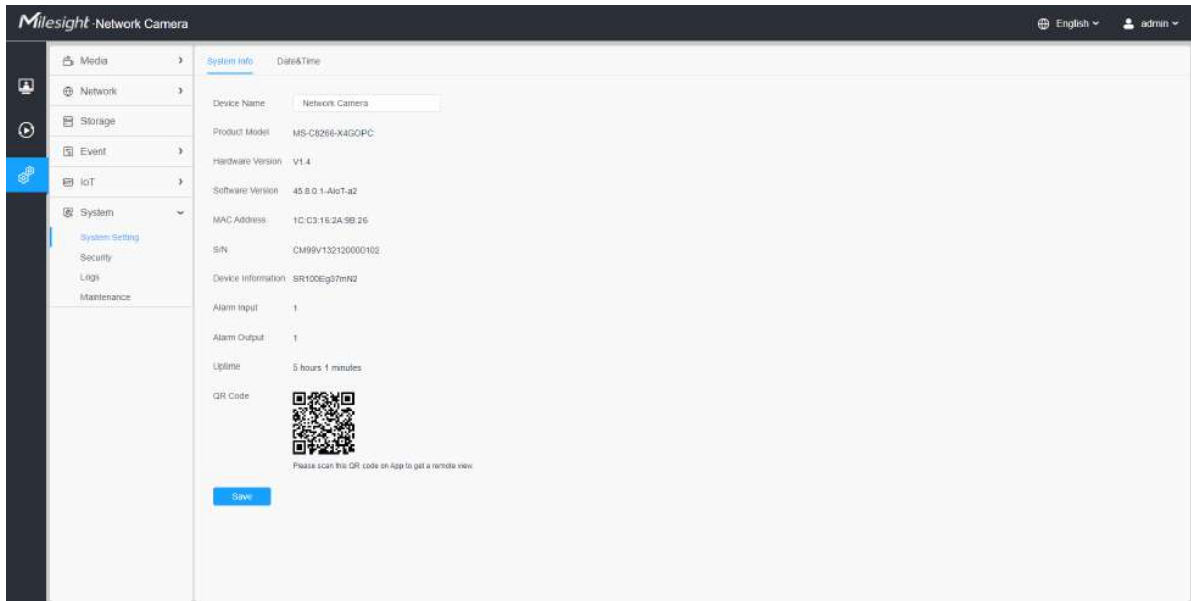 Milesight · Network Camera
English
admin
Media
Network
Storage
Event
IoT
System
System Setting
Security
Logs
Maintenance
System Info
Date&Time
Device Name Network Camera
Product Model MS-C8266-X4GOPC
Hardware Version V1.4
Software Version 45.8.0.1-AIoT-a2
MAC Address 1C:C3:16:2A:9B:26
S/N CM99V132120000102
Device Information SR100Eg37mN2
Alarm Input 1
Alarm Output 1
Uptime 5 hours 1 minutes
QR Code
Please scan this QR code on App to get a remote view.
Save